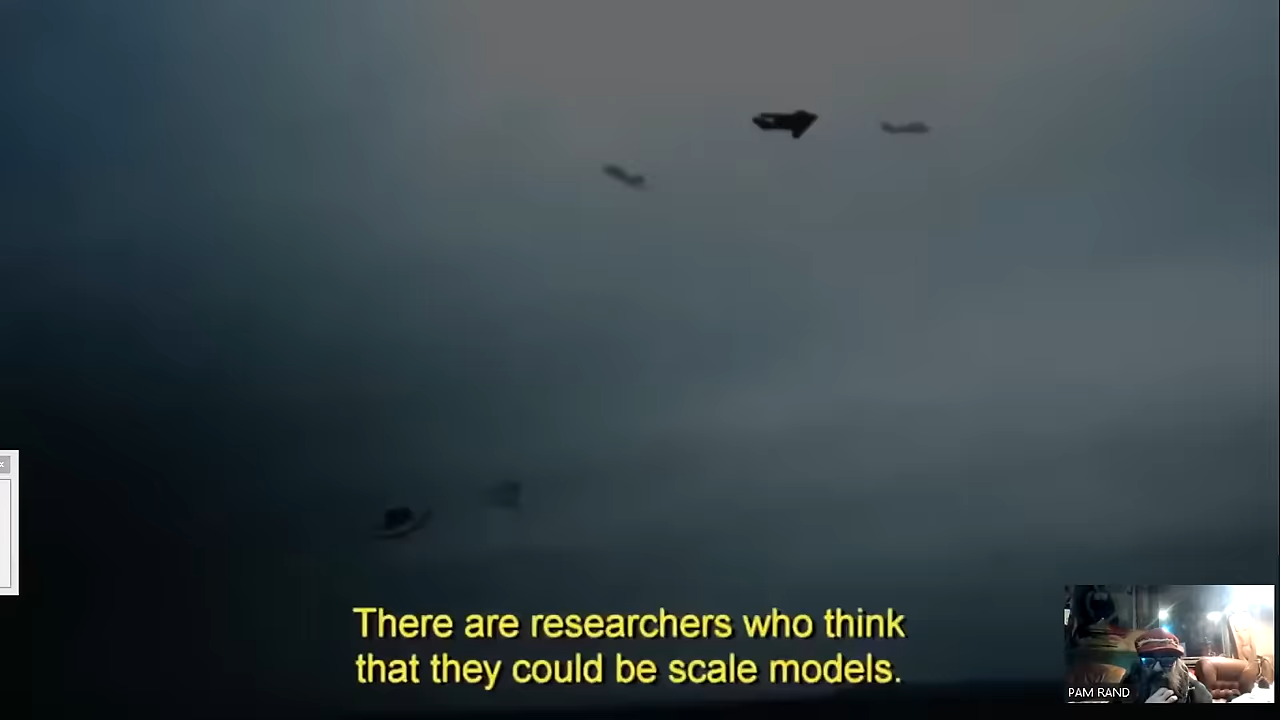 There are researchers who think
that they could be scale models.
PAM RAND